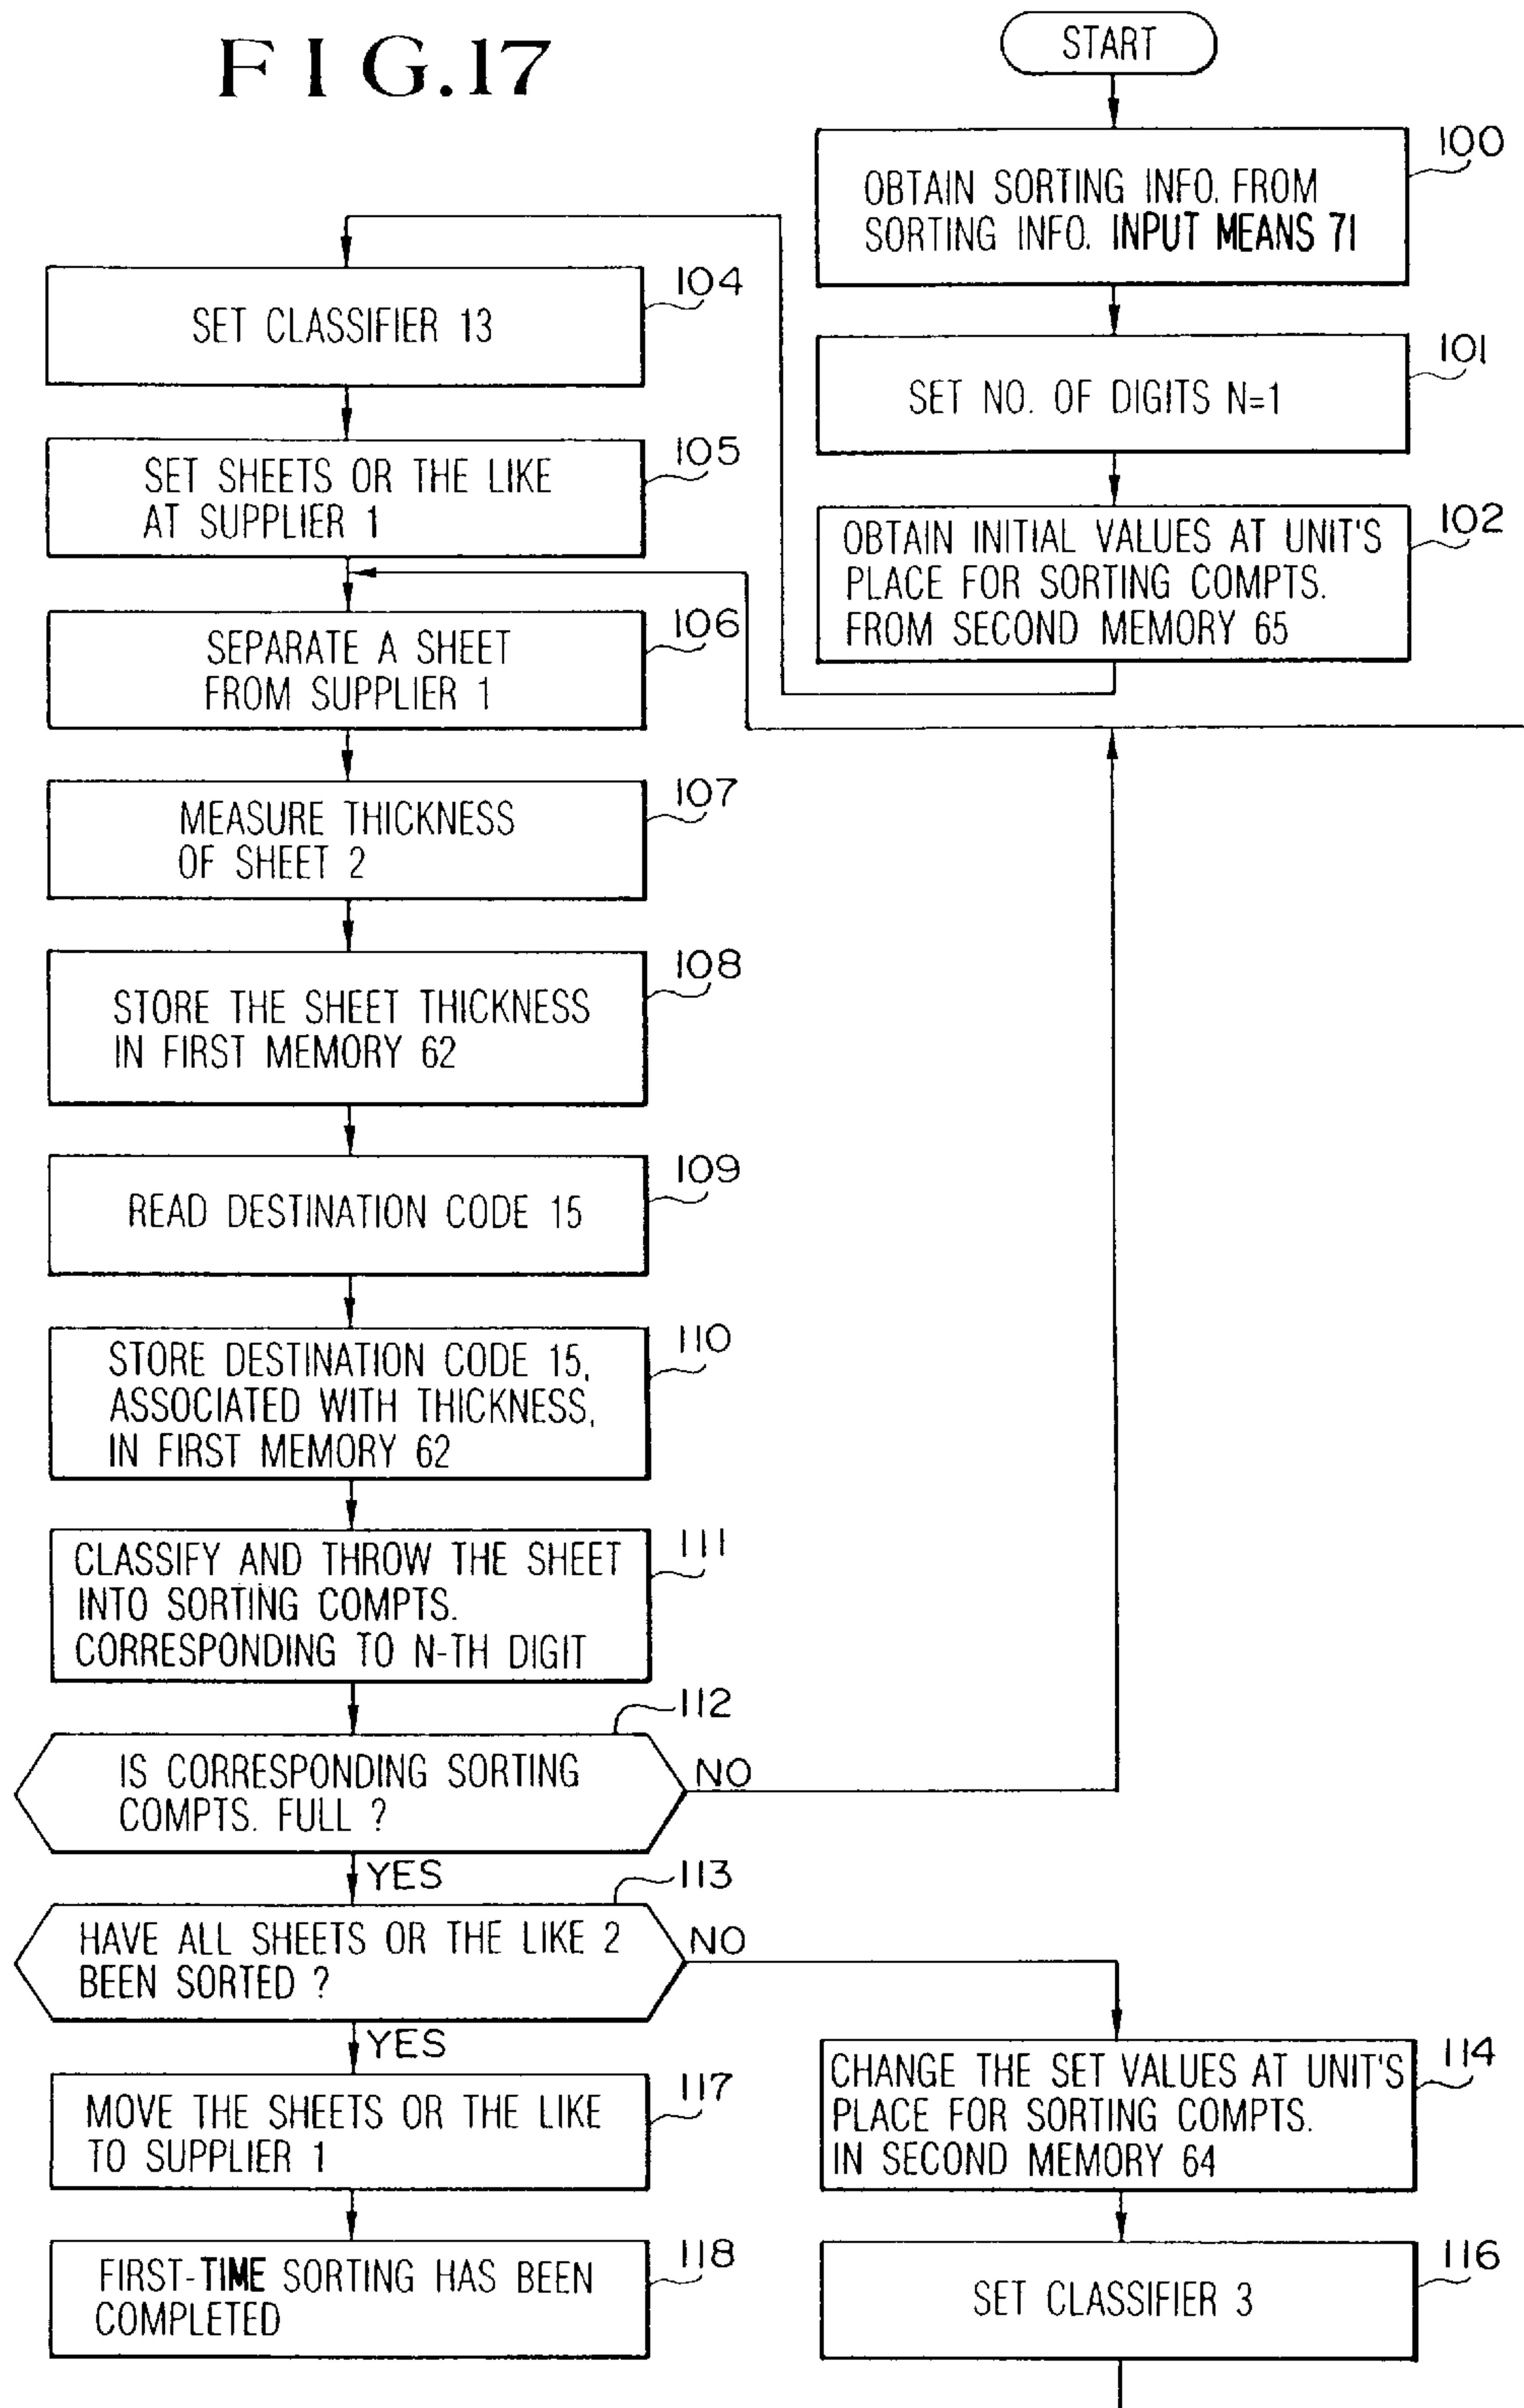 FIG.17
START
100
OBTAIN SORTING INFO. FROM
SORTING INFO. INPUT MEANS 71
101
SET NO. OF DIGITS N=1
102
OBTAIN INITIAL VALUES AT UNIT'S
PLACE FOR SORTING COMPTS.
FROM SECOND MEMORY 65
104
SET CLASSIFIER 13
105
SET SHEETS OR THE LIKE
AT SUPPLIER 1
106
SEPARATE A SHEET
FROM SUPPLIER 1
107
MEASURE THICKNESS
OF SHEET 2
108
STORE THE SHEET THICKNESS
IN FIRST MEMORY 62
109
READ DESTINATION CODE 15
110
STORE DESTINATION CODE 15,
ASSOCIATED WITH THICKNESS,
IN FIRST MEMORY 62
111
CLASSIFY AND THROW THE SHEET
INTO SORTING COMPTS.
CORRESPONDING TO N-TH DIGIT
112
IS CORRESPONDING SORTING
COMPTS. FULL ?
NO
YES
113
HAVE ALL SHEETS OR THE LIKE 2
BEEN SORTED ?
NO
YES
114
CHANGE THE SET VALUES AT UNIT'S
PLACE FOR SORTING COMPTS.
IN SECOND MEMORY 64
116
SET CLASSIFIER 3
117
MOVE THE SHEETS OR THE LIKE
TO SUPPLIER 1
118
FIRST-TIME SORTING HAS BEEN
COMPLETED